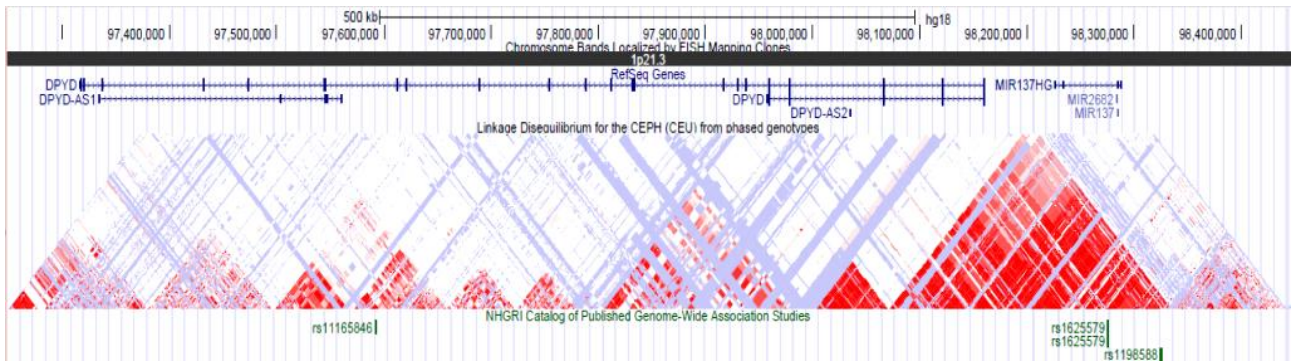 500 kb hg18
97,400,000 97,500,000 97,600,000 97,700,000 97,800,000 97,900,000 98,000,000 98,100,000 98,200,000 98,300,000 98,400,000
Chromosome Bands Localized by FISH Mapping Clones
1p21.3
RefSeq Genes
DPYD MIR137HG
DPYD-AS1 DPYD MIR2682
DPYD-AS2 MIR137
Linkage Disequilibrium for the CEPH (CEU) from phased genotypes
NHGRI Catalog of Published Genome-Wide Association Studies
rs11165846 rs1625579
rs1625579
rs1198588